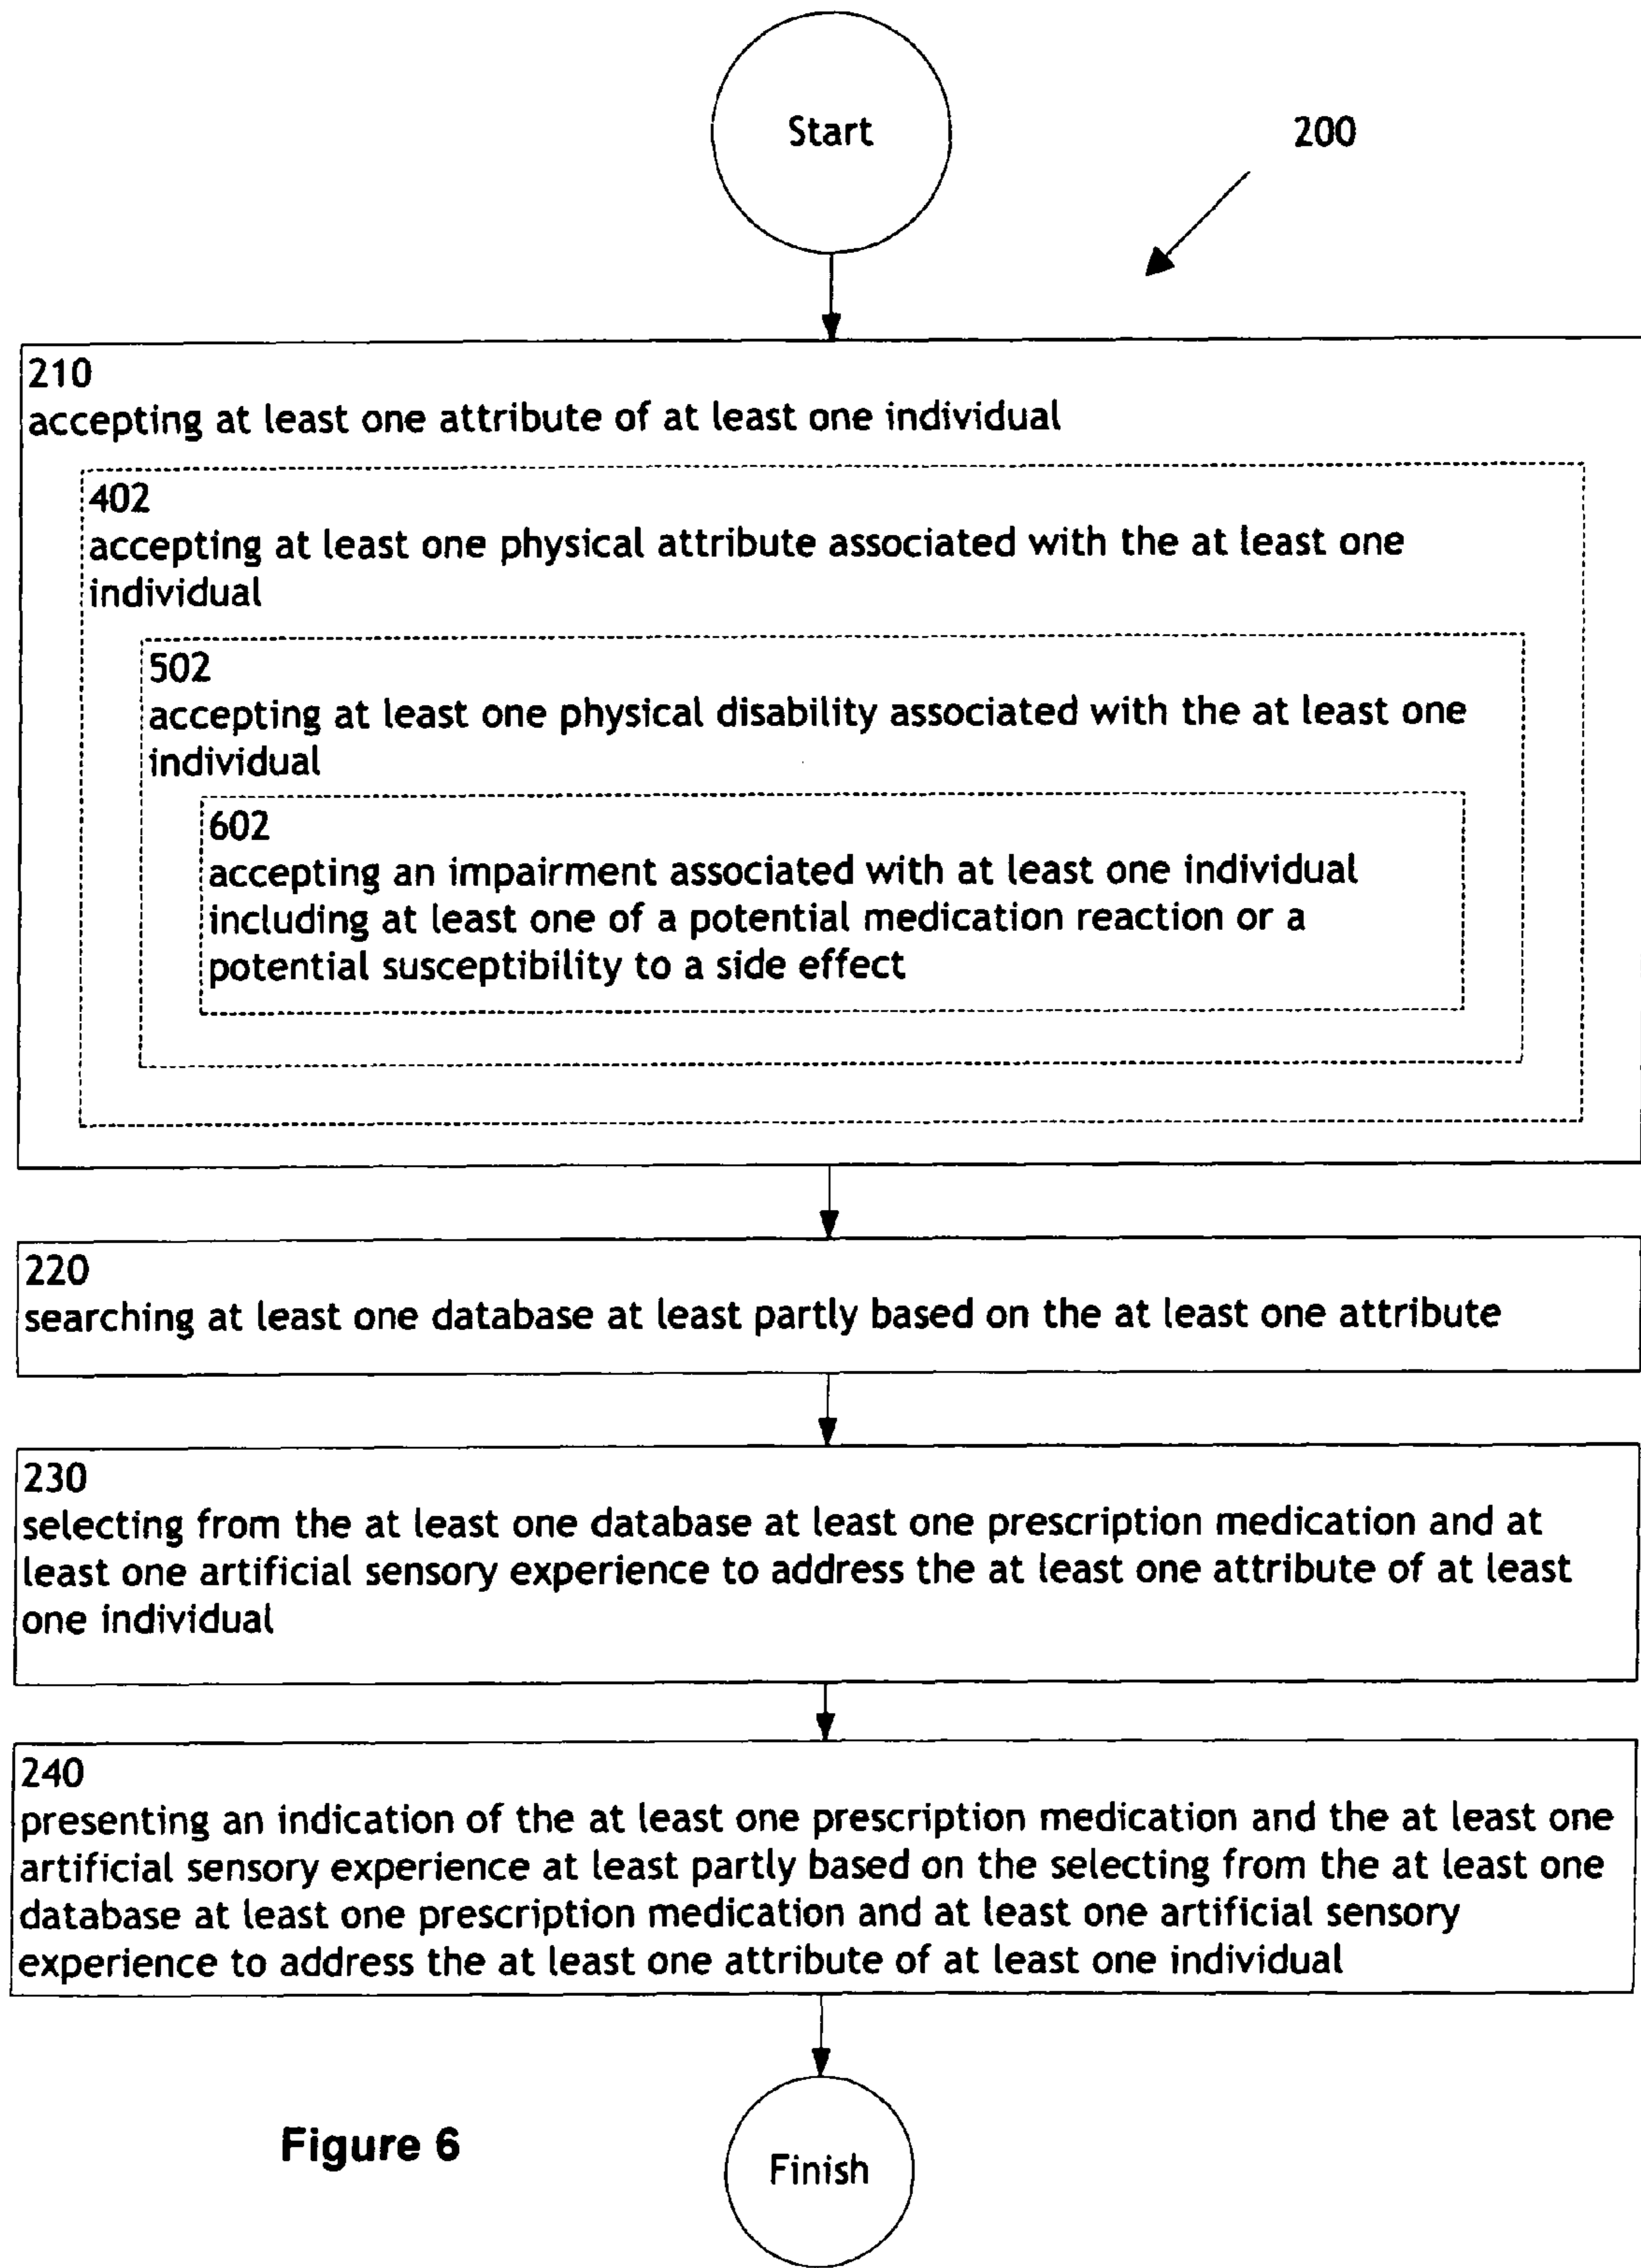 Start
200
210
accepting at least one attribute of at least one individual
402
accepting at least one physical attribute associated with the at least one
individual
502
accepting at least one physical disability associated with the at least one
individual
602
accepting an impairment associated with at least one individual
including at least one of a potential medication reaction or a
potential susceptibility to a side effect
220
searching at least one database at least partly based on the at least one attribute
230
selecting from the at least one database at least one prescription medication and at
least one artificial sensory experience to address the at least one attribute of at least
one individual
240
presenting an indication of the at least one prescription medication and the at least one
artificial sensory experience at least partly based on the selecting from the at least one
database at least one prescription medication and at least one artificial sensory
experience to address the at least one attribute of at least one individual
Figure 6
Finish